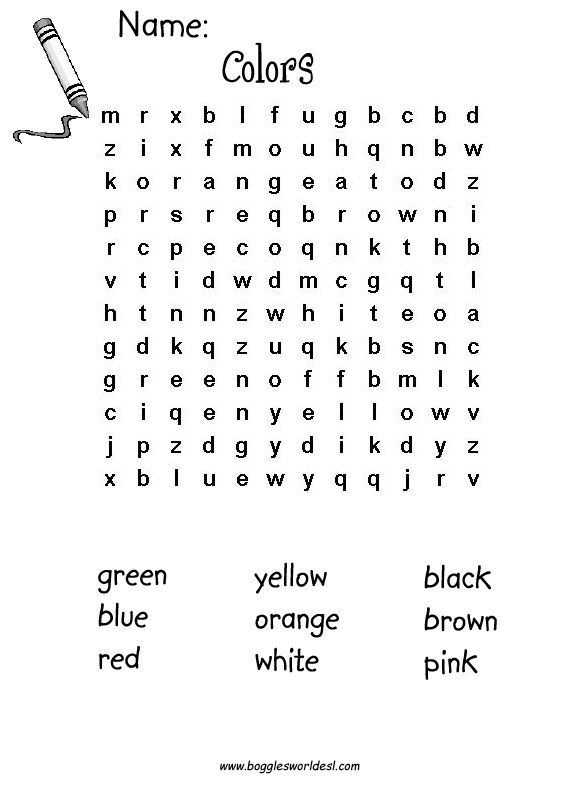 Name:
Colors
m r x b l f u g b c b d
z i x f m o u h q n b w
k o r a n g e a t o d z
p r s r e q b r o w n i
r c p e c o q n k t h b
v t i d w d m c g q t l
h t n n z w h i t e o a
g d k q z u q k b s n c
g r e e n o f f b m l k
c i q e n y e l l o w v
j p z d g y d i k d y z
x b l u e w y q q j r v
green yellow black
blue orange brown
red white pink
www.bogglesworldesl.com